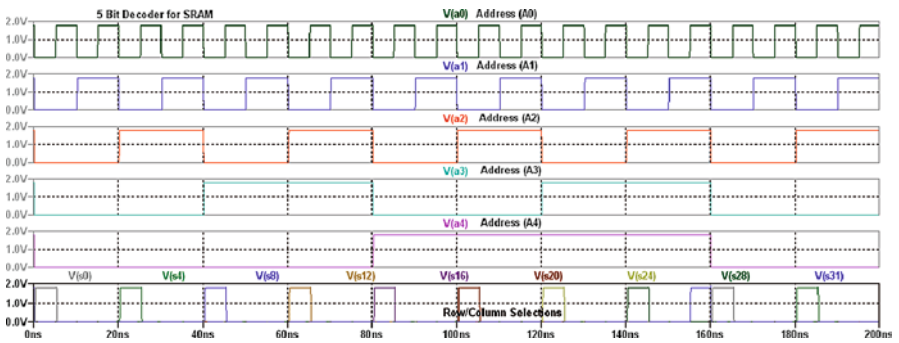 5 Bit Decoder for SRAM V(a0) Address (A0)
2.0V
1.0V
0.0V
V(a1) Address (A1)
2.0V
1.0V
0.0V
V(a2) Address (A2)
2.0V
1.0V
0.0V
V(a3) Address (A3)
2.0V
1.0V
0.0V
V(a4) Address (A4)
2.0V
1.0V
0.0V
V(s0) V(s4) V(s8) V(s12) V(s16) V(s20) V(s24) V(s28) V(s31)
2.0V
1.0V
Row/Column Selections
0.0V
0ns 20ns 40ns 60ns 80ns 100ns 120ns 140ns 160ns 180ns 200ns